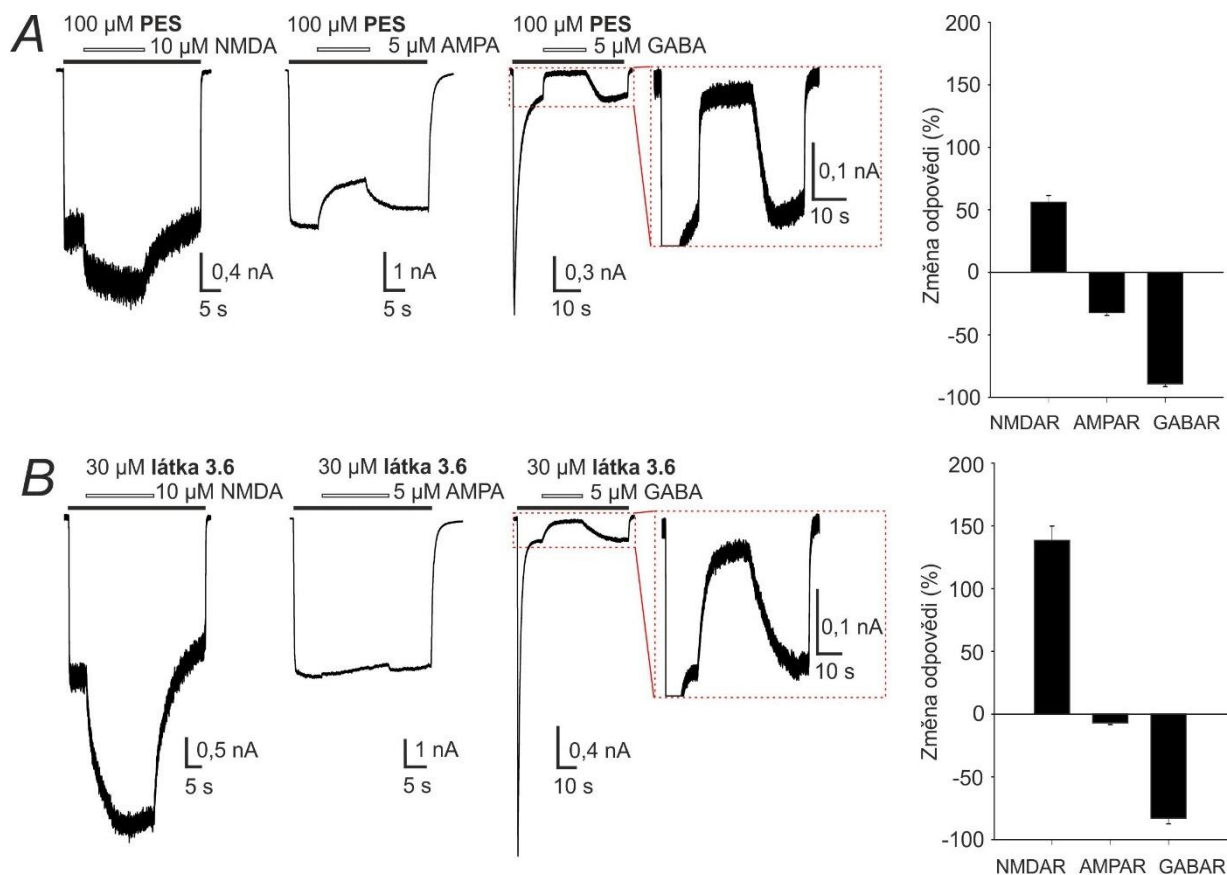 A
100 µM PES
10 µM NMDA
100 µM PES
5 µM AMPA
100 µM PES
5 µM GABA
0,4 nA
5 s
1 nA
5 s
0,3 nA
10 s
0,1 nA
10 s
Změna odpovědi (%)
200
150
100
50
0
-50
-100
NMDAR AMPAR GABAR
B
30 µM látka 3.6
10 µM NMDA
30 µM látka 3.6
5 µM AMPA
30 µM látka 3.6
5 µM GABA
0,5 nA
5 s
1 nA
5 s
0,4 nA
10 s
0,1 nA
10 s
Změna odpovědi (%)
200
150
100
50
0
-50
-100
NMDAR AMPAR GABAR